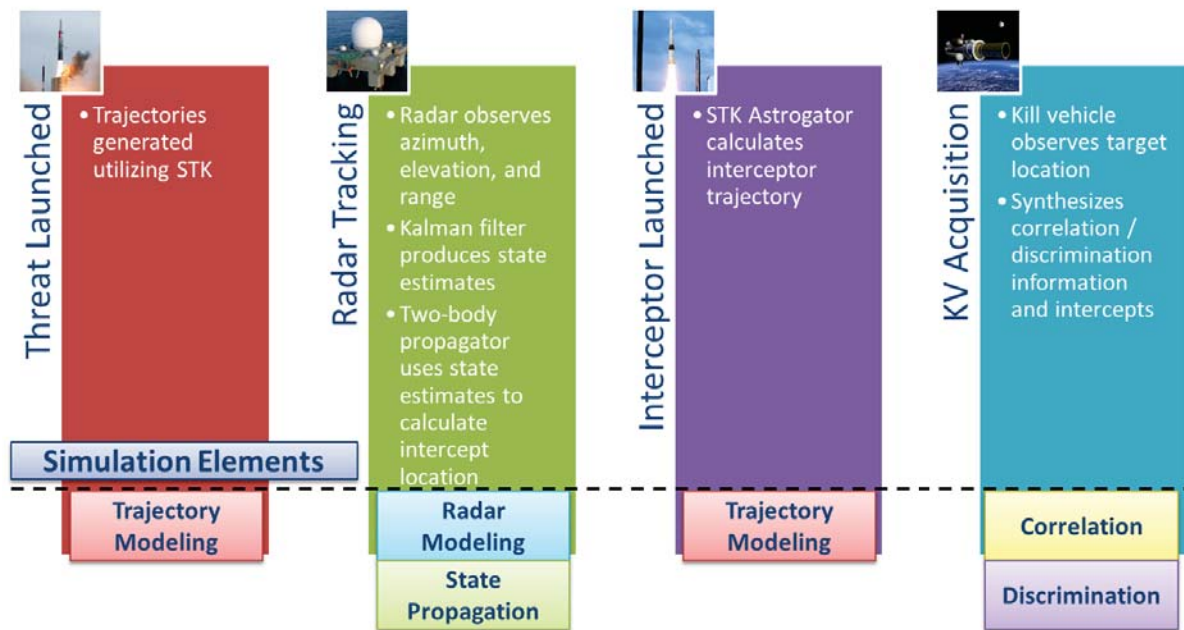 Threat Launched
• Trajectories
generated
utilizing STK
Radar Tracking
• Radar observes
azimuth,
elevation, and
range
• Kalman filter
produces state
estimates
• Two-body
propagator
uses state
estimates to
calculate
intercept
location
Interceptor Launched
• STK Astrogator
calculates
interceptor
trajectory
KV Acquisition
• Kill vehicle
observes target
location
• Synthesizes
correlation /
discrimination
information
and intercepts
Simulation Elements
Trajectory
Modeling
Radar
Modeling
State
Propagation
Trajectory
Modeling
Correlation
Discrimination